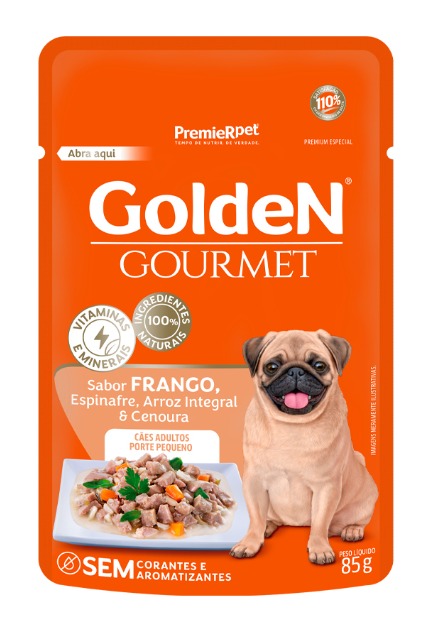 SATISFAÇÃO
110%
PremieRpet®
TEMPO DE NUTRIR. DE VERDADE.
PREMIUM ESPECIAL
Abra aqui
GoldeN®
GOURMET
VITAMINAS
E MINERAIS
INGREDIENTES
100%
NATURAIS
Sabor FRANGO,
Espinafre, Arroz Integral
& Cenoura
CÃES ADULTOS
PORTE PEQUENO
IMAGENS MERAMENTE ILUSTRATIVAS.
SEM CORANTES E
AROMATIZANTES
PESO LÍQUIDO
85g